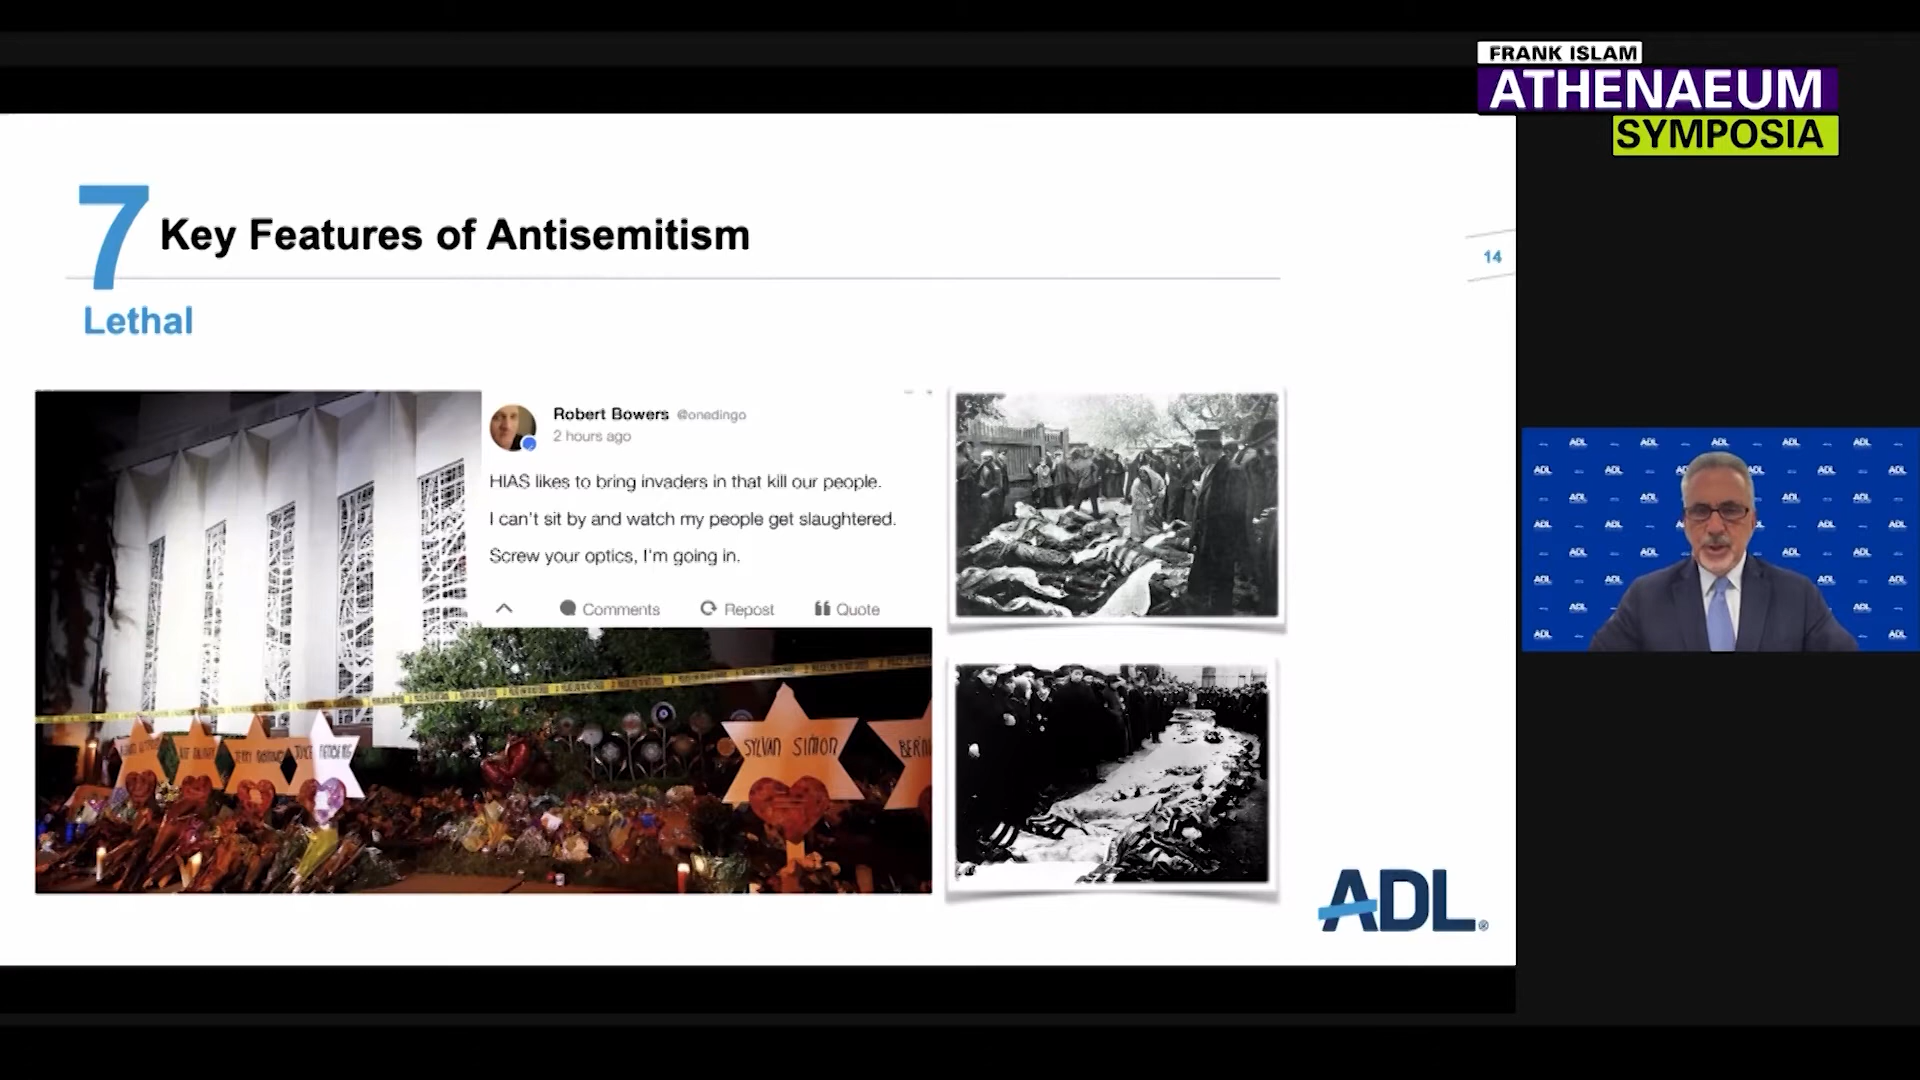 FRANK ISLAM
ATHENAEUM
SYMPOSIA
7 Key Features of Antisemitism
14
Lethal
Robert Bowers @onedingo
2 hours ago
HIAS likes to bring invaders in that kill our people.
I can't sit by and watch my people get slaughtered.
Screw your optics, I'm going in.
Comments Repost Quote
SYLVAN SIMON
ADL